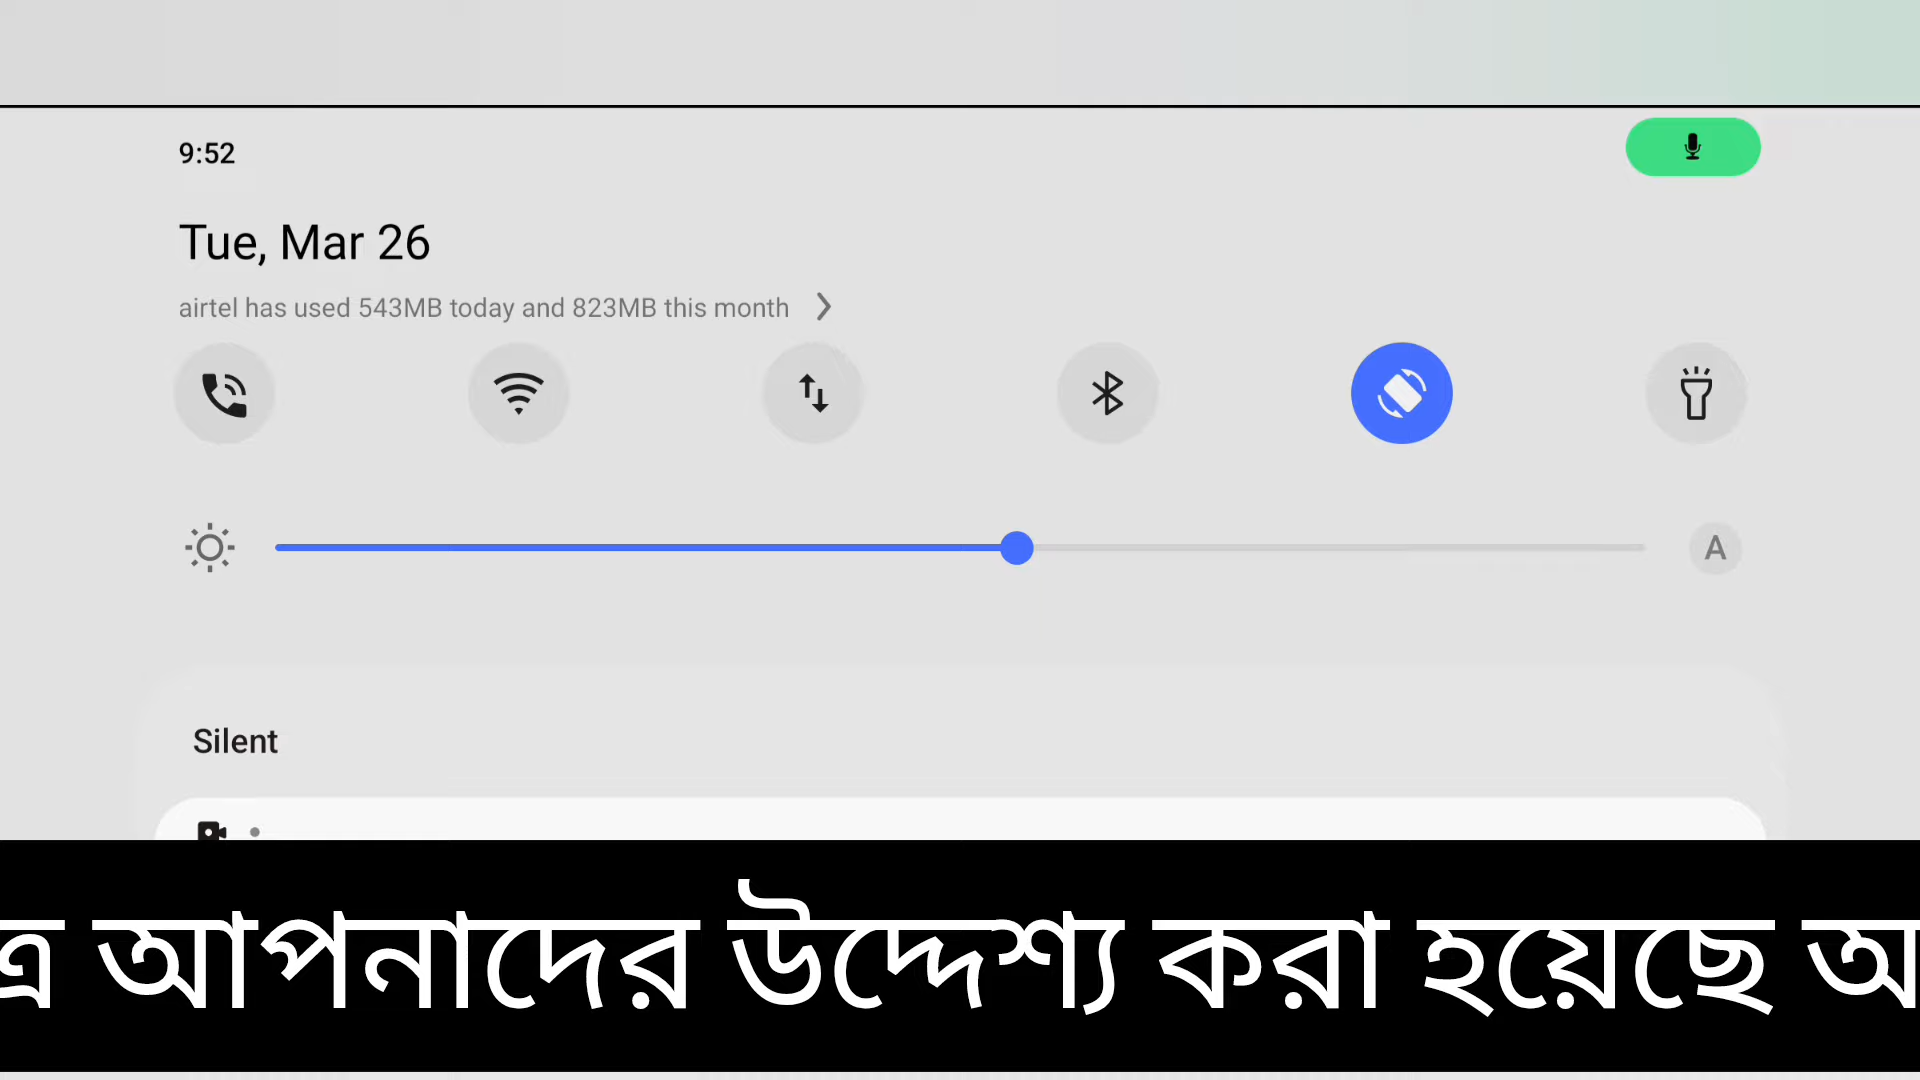 9:52
Tue, Mar 26
airtel has used 543MB today and 823MB this month
A
Silent
আপনাদের উদ্দেশ্য করা হয়েছে